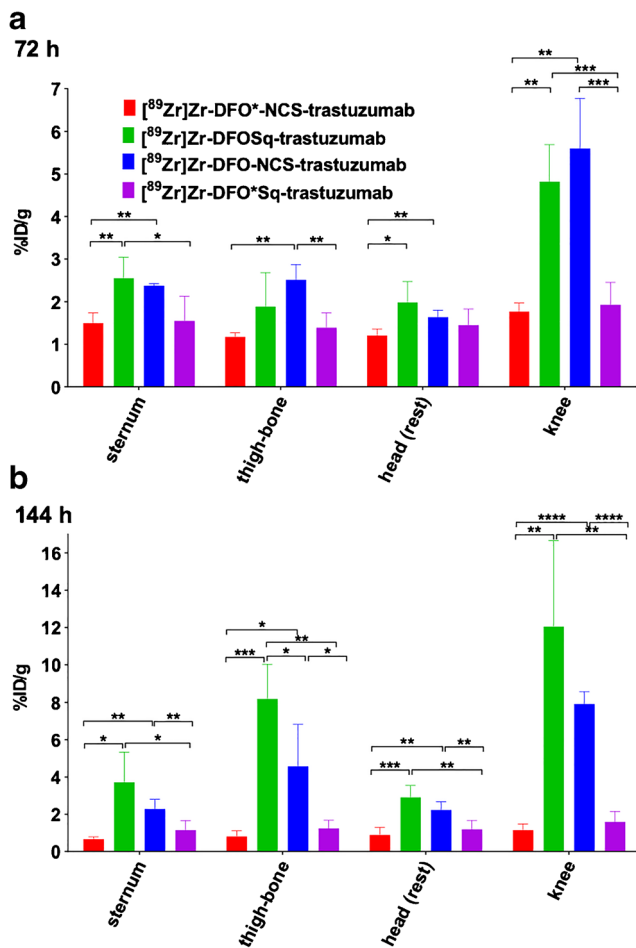 a
72 h
7
6
5
4
3
2
1
0
%ID/g
[⁸⁹Zr]Zr-DFO*-NCS-trastuzumab
[⁸⁹Zr]Zr-DFOSq-trastuzumab
[⁸⁹Zr]Zr-DFO-NCS-trastuzumab
[⁸⁹Zr]Zr-DFO*Sq-trastuzumab
**
** ***
** ***
** ** * ** ** ** *
sternum
thigh-bone
head (rest)
knee
b
144 h
16
14
12
10
8
6
4
2
0
%ID/g
**** ****
** **
*
**
*** * *
** **
* *
** **
*** **
sternum
thigh-bone
head (rest)
knee